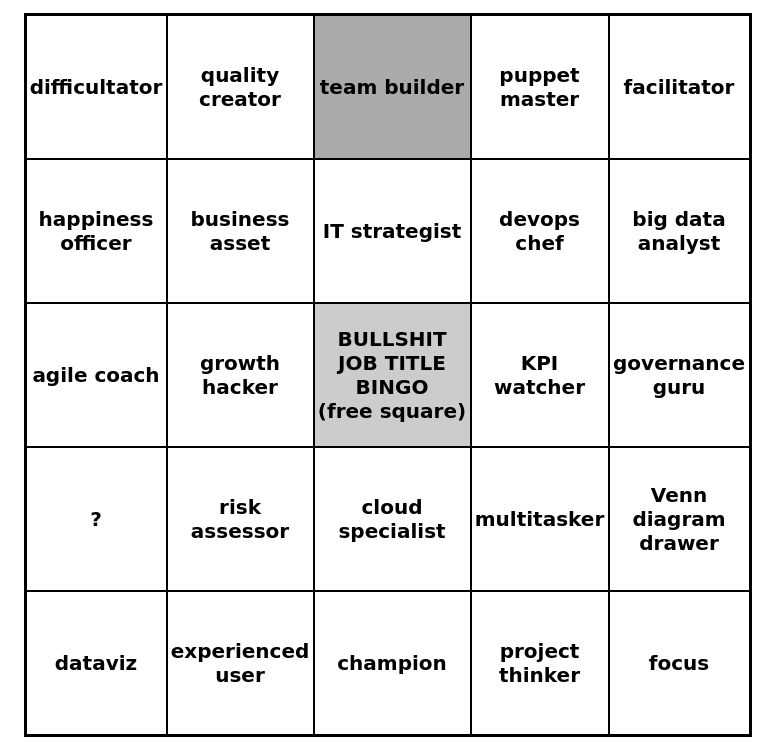 difficultator
quality
creator
team builder
puppet
master
facilitator
happiness
officer
business
asset
IT strategist
devops
chef
big data
analyst
agile coach
growth
hacker
BULLSHIT
JOB TITLE
BINGO
(free square)
KPI
watcher
governance
guru
?
risk
assessor
cloud
specialist
multitasker
Venn
diagram
drawer
dataviz
experienced
user
champion
project
thinker
focus